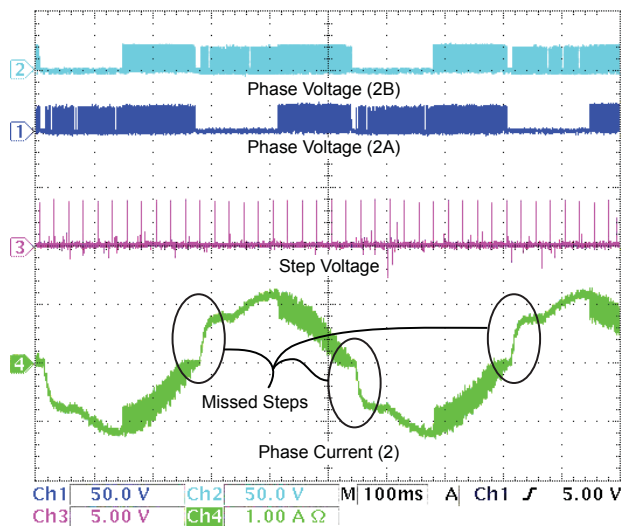 2
Phase Voltage (2B)
1
Phase Voltage (2A)
3
Step Voltage
4
Missed Steps
Phase Current (2)
Ch1 50.0 V Ch2 50.0 V M 100ms A Ch1 5.00 V
Ch3 5.00 V Ch4 1.00 A Ω